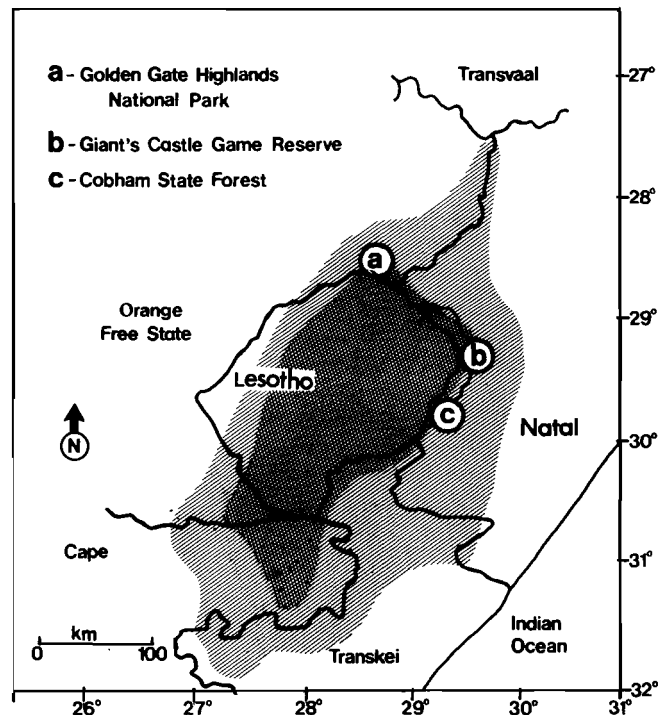 a - Golden Gate Highlands
National Park
b - Giant's Castle Game Reserve
c - Cobham State Forest
Transvaal
27°
28°
a
Orange
Free State
29°
b
Lesotho
c
Natal
N
30°
Cape
31°
km
0 100
Indian
Ocean
Transkei
32°
26° 27° 28° 29° 30° 31°